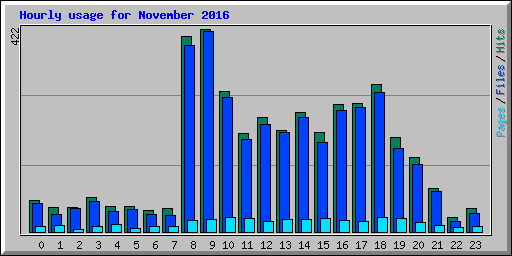 Hourly usage for November 2016
422
Pages / Files / Hits
0 1 2 3 4 5 6 7 8 9 10 11 12 13 14 15 16 17 18 19 20 21 22 23